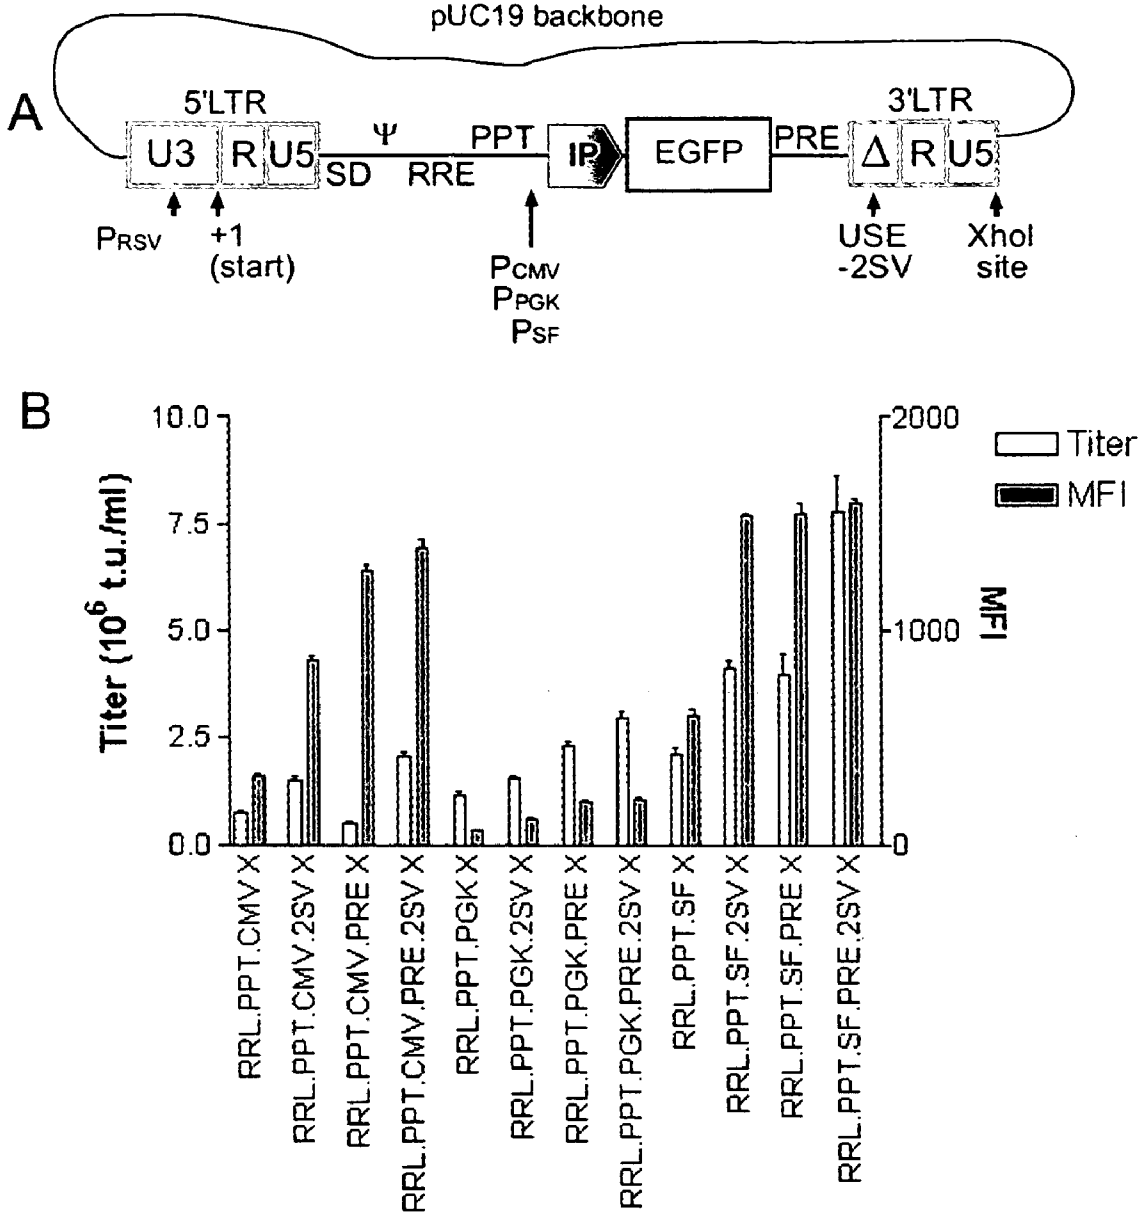 pUC19 backbone
A
5'LTR
3'LTR
U3 R U5
Ψ
PPT
IP
EGFP
PRE
Δ R U5
SD
RRE
PRSV
+1
(start)
PCMV
PPGK
PSF
USE
-2SV
XhoI
site
B
10.0
7.5
5.0
2.5
0.0
Titer (10⁶ t.u./ml)
2000
1000
0
MFI
Titer
MFI
RRL.PPT.CMV X
RRL.PPT.CMV.2SV X
RRL.PPT.CMV.PRE X
RRL.PPT.CMV.PRE.2SV X
RRL.PPT.PGK X
RRL.PPT.PGK.2SV X
RRL.PPT.PGK.PRE X
RRL.PPT.PGK.PRE.2SV X
RRL.PPT.SF X
RRL.PPT.SF.2SV X
RRL.PPT.SF.PRE X
RRL.PPT.SF.PRE.2SV X